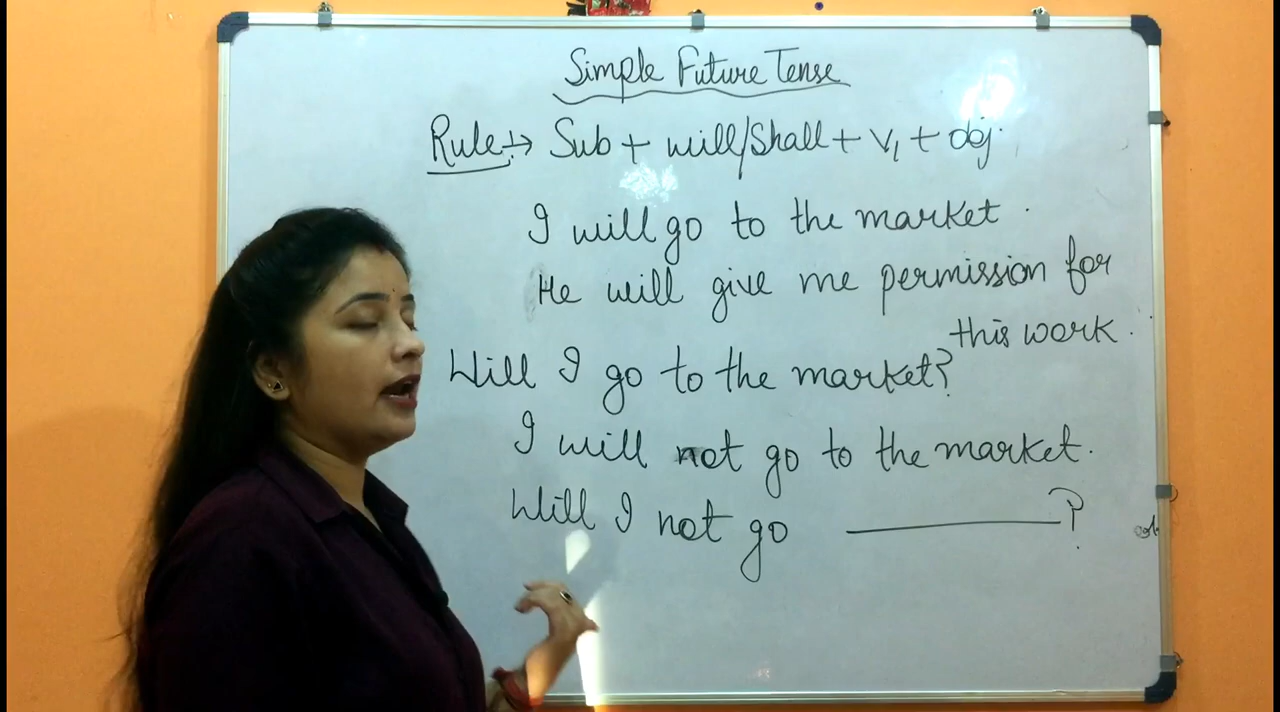 Simple Future Tense
Rule:→ Sub + will/Shall + V1 + obj.
I will go to the market.
He will give me permission for
this work.
Will I go to the market?
I will not go to the market.
Will I not go ________?